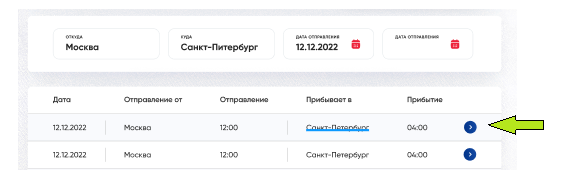 ОТКУДА КУДА ДАТА ОТПРАВЛЕНИЯ ДАТА ОТПРАВЛЕНИЯ
Москва Санкт-Петербург 12.12.2022
Дата Отправление от Отправление Прибывает в Прибытие
12.12.2022 Москва 12:00 Санкт-Петербург 04:00
12.12.2022 Москва 12:00 Санкт-Петербург 04:00